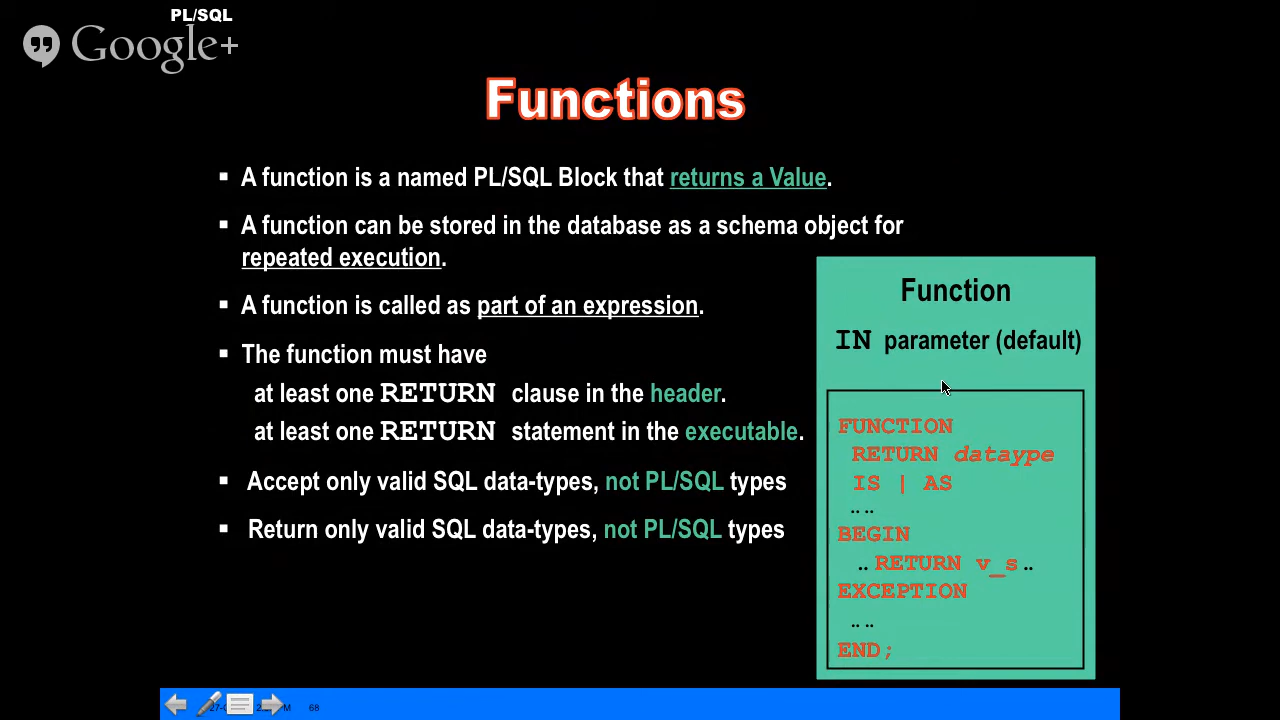 PL/SQL
Google+
Functions
▪ A function is a named PL/SQL Block that returns a Value.
▪ A function can be stored in the database as a schema object for
repeated execution.
▪ A function is called as part of an expression.
▪ The function must have
at least one RETURN clause in the header.
at least one RETURN statement in the executable.
▪ Accept only valid SQL data-types, not PL/SQL types
▪ Return only valid SQL data-types, not PL/SQL types
Function
IN parameter (default)
FUNCTION
RETURN dataype
IS | AS
.. ..
BEGIN
.. RETURN v_s ..
EXCEPTION
.. ..
END;
68